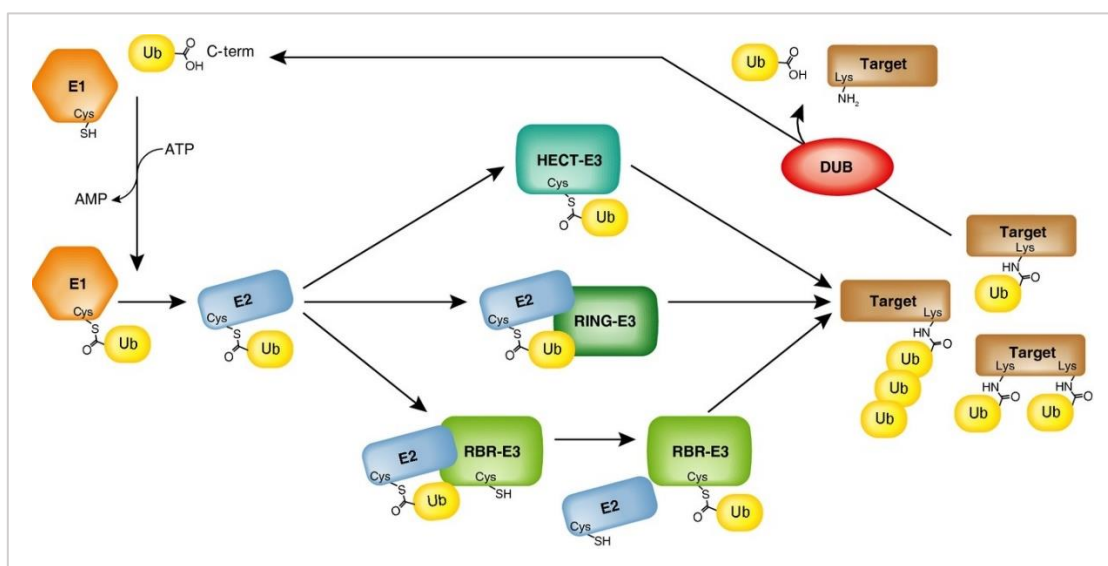 Ub
O
OH
C-term
E1
Cys
SH
ATP
AMP
E1
Cys
S
O
Ub
E2
Cys
S
O
Ub
HECT-E3
Cys
S
O
Ub
E2
Cys
S
O
Ub
RING-E3
E2
Cys
S
O
Ub
RBR-E3
Cys
SH
E2
Cys
SH
RBR-E3
Cys
S
O
Ub
Ub
O
OH
Target
Lys
NH2
DUB
Target
Lys
HN
O
Ub
Target
Lys
HN
O
Ub
Ub
Ub
Target
Lys
Lys
HN
O
HN
O
Ub
Ub